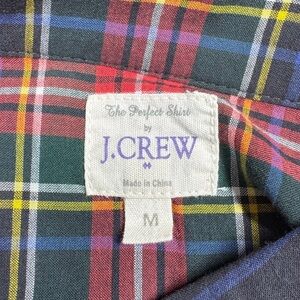 The Perfect Shirt
by
J.CREW
Made in China
M